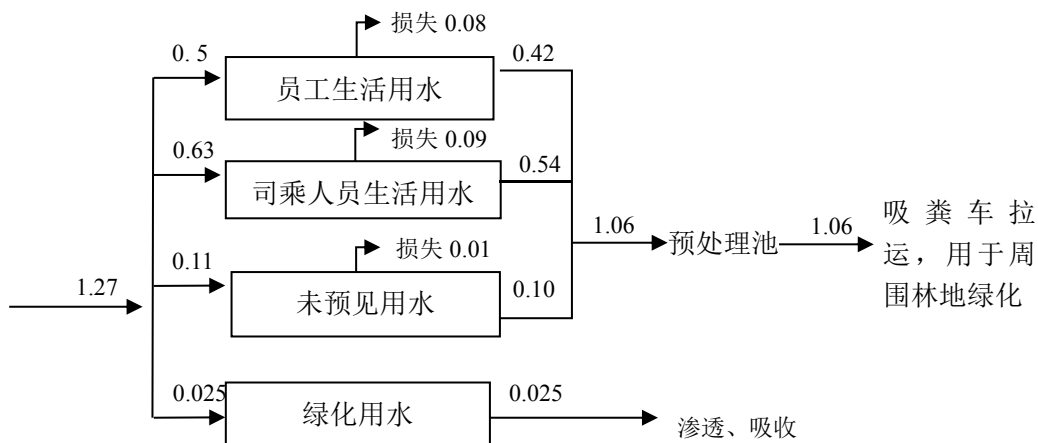 损失 0.08
0. 5
0.42
员工生活用水
损失 0.09
0.63
0.54
司乘人员生活用水
1.06
预处理池
1.06
吸粪车拉
运，用于周
围林地绿化
损失 0.01
0.11
0.10
1.27
未预见用水
0.025
0.025
绿化用水
渗透、吸收